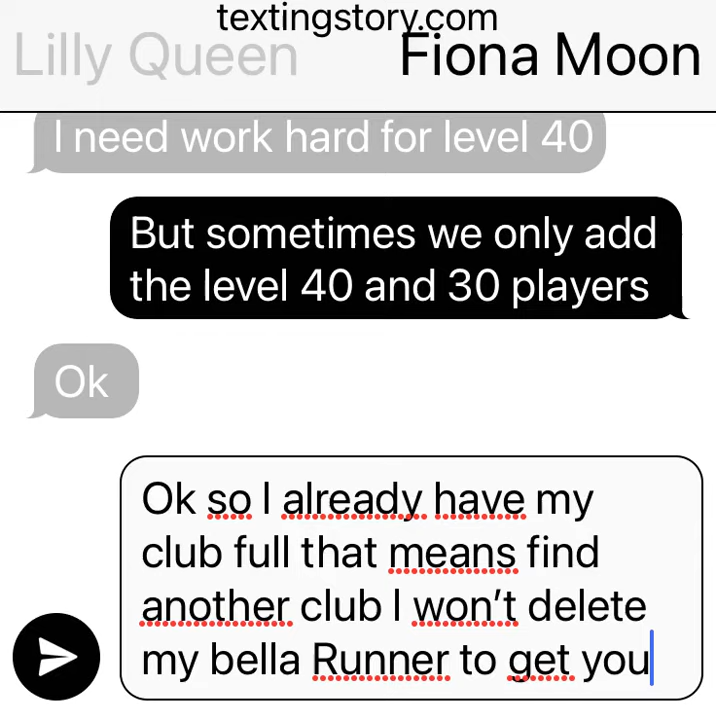 textingstory.com
Lilly Queen Fiona Moon
I need work hard for level 40
But sometimes we only add
the level 40 and 30 players
Ok
Ok so I already have my
club full that means find
another club I won’t delete
my bella Runner to get you